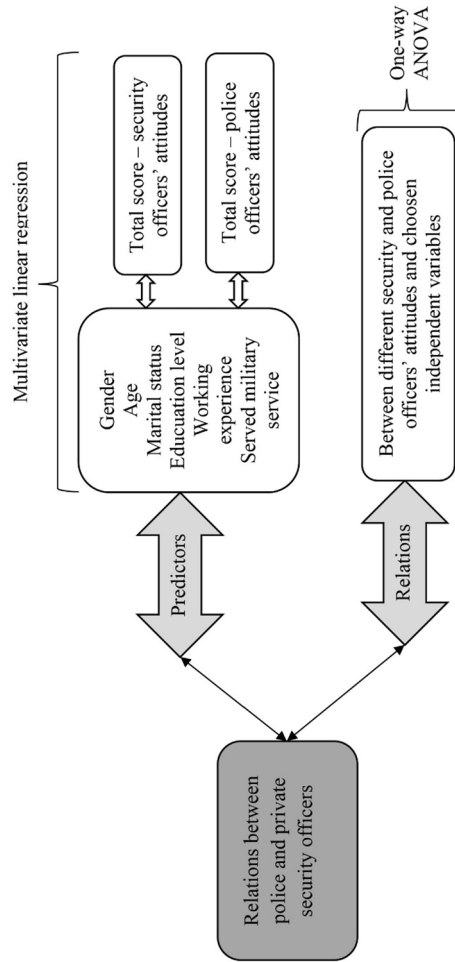 Multivariate linear regression
Relations between
police and private
security officers
Predictors
Gender
Age
Marital status
Educuation level
Working
experience
Served military
service
Total score – security
officers’ attitudes
Total score – police
officers’ attitudes
Relations
Between different security and police
officers’ attitudes and choosen
independent variables
One-way
ANOVA